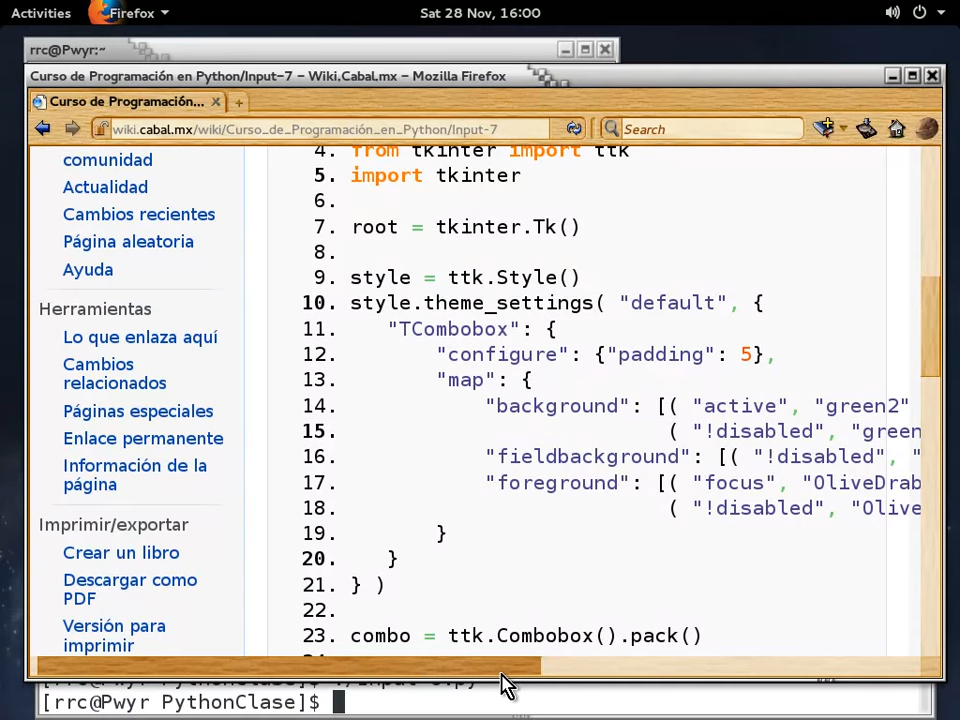 Activities Firefox Sat 28 Nov, 16:00
rrc@Pwyr:~
Curso de Programación en Python/Input-7 – Wiki.Cabal.mx – Mozilla Firefox
Curso de Programación... × +
wiki.cabal.mx/wiki/Curso_de_Programación_en_Python/Input-7 Search
comunidad
Actualidad
Cambios recientes
Página aleatoria
Ayuda
Herramientas
Lo que enlaza aquí
Cambios
relacionados
Páginas especiales
Enlace permanente
Información de la
página
Imprimir/exportar
Crear un libro
Descargar como
PDF
Versión para
imprimir
4. from tkinter import ttk
5. import tkinter
6.
7. root = tkinter.Tk()
8.
9. style = ttk.Style()
10. style.theme_settings( "default", {
11. "TCombobox": {
12. "configure": {"padding": 5},
13. "map": {
14. "background": [( "active", "green2"
15. ( "!disabled", "green
16. "fieldbackground": [( "!disabled", "
17. "foreground": [( "focus", "OliveDrab
18. ( "!disabled", "Olive
19. }
20. }
21. } )
22.
23. combo = ttk.Combobox().pack()
[rrc@Pwyr PythonClase]$